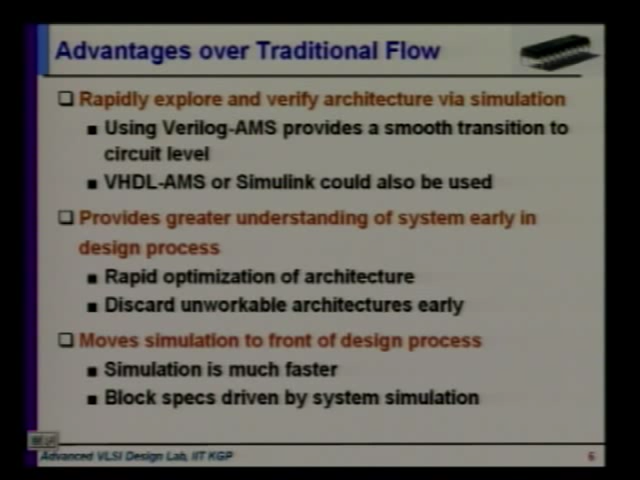 Advantages over Traditional Flow
Rapidly explore and verify architecture via simulation
Using Verilog-AMS provides a smooth transition to
circuit level
VHDL-AMS or Simulink could also be used
Provides greater understanding of system early in
design process
Rapid optimization of architecture
Discard unworkable architectures early
Moves simulation to front of design process
Simulation is much faster
Block specs driven by system simulation
Advanced VLSI Design Lab, IIT KGP
6